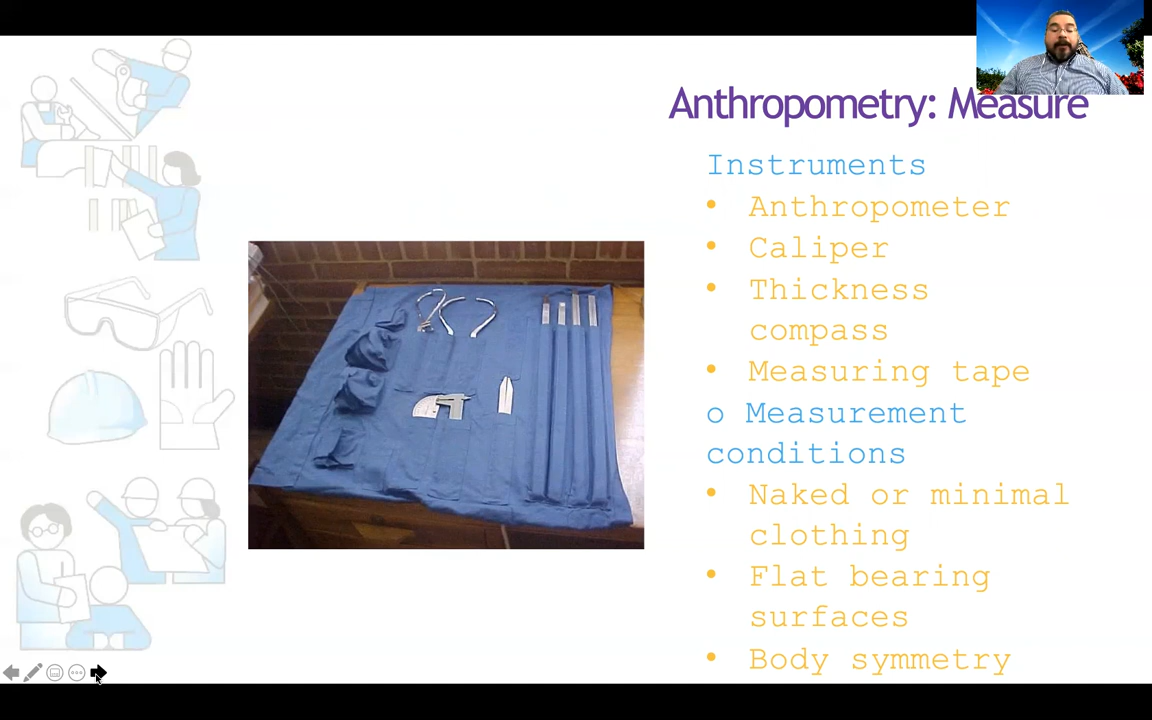 Anthropometry: Measure
Instruments
• Anthropometer
• Caliper
• Thickness
compass
• Measuring tape
o Measurement
conditions
• Naked or minimal
clothing
• Flat bearing
surfaces
• Body symmetry